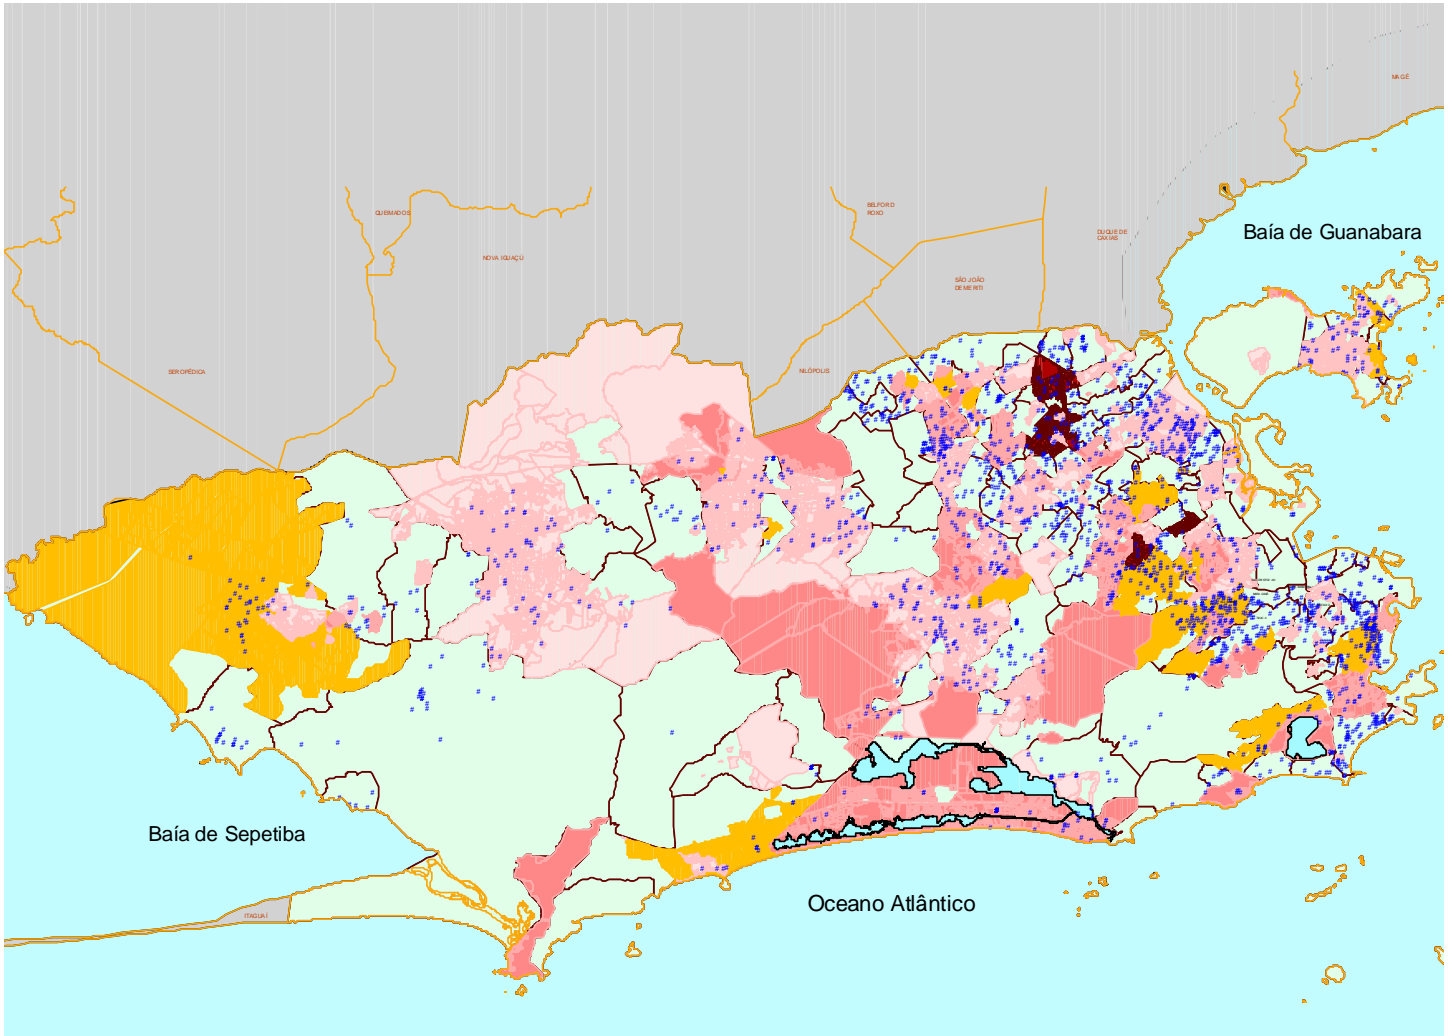 MAGÉ
QUEIMADOS
BELFORD
ROXO
Baía de Guanabara
DUQUE DE
CAXIAS
NOVA IGUAÇÚ
SÃO JOÃO
DE MERITI
SEROPÉDICA
NILÓPOLIS
Baía de Sepetiba
Oceano Atlântico
ITAGUAÍ